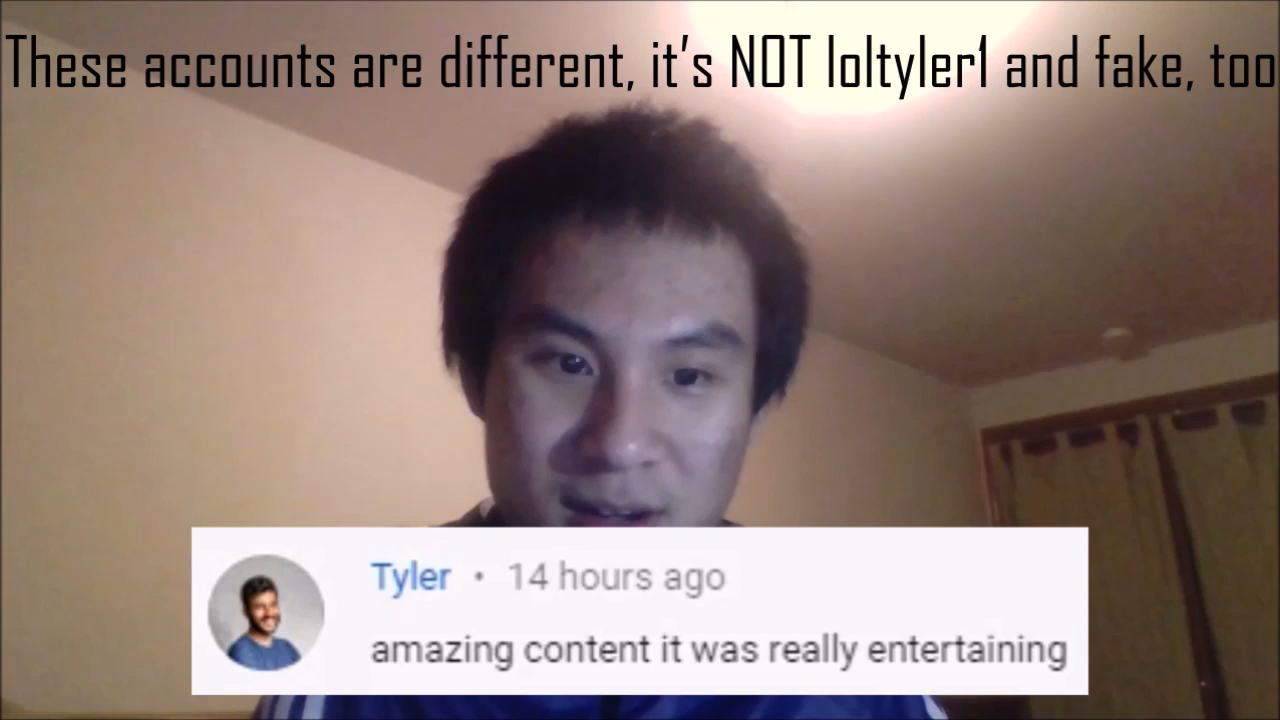 These accounts are different, it's NOT loltyler1 and fake, too
Tyler • 14 hours ago
amazing content it was really entertaining